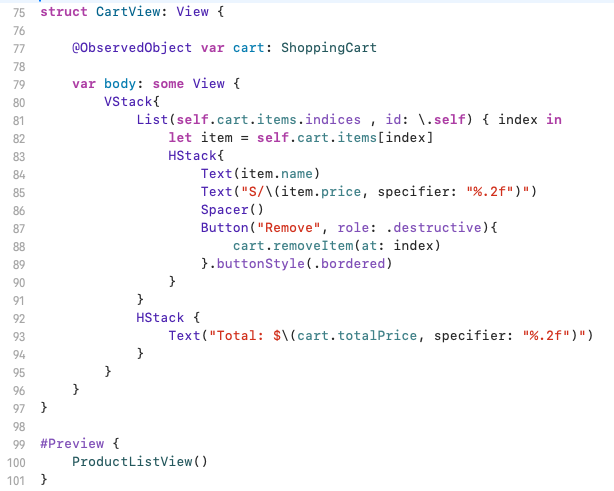 75 struct CartView: View {
76
77     @ObservedObject var cart: ShoppingCart
78
79     var body: some View {
80         VStack{
81             List(self.cart.items.indices , id: \.self) { index in
82                 let item = self.cart.items[index]
83                 HStack{
84                     Text(item.name)
85                     Text("S/\(item.price, specifier: "%.2f")")
86                     Spacer()
87                     Button("Remove", role: .destructive){
88                         cart.removeItem(at: index)
89                     }.buttonStyle(.bordered)
90                 }
91             }
92             HStack {
93                 Text("Total: $\(cart.totalPrice, specifier: "%.2f")")
94             }
95         }
96     }
97 }
98
99 #Preview {
100     ProductListView()
101 }